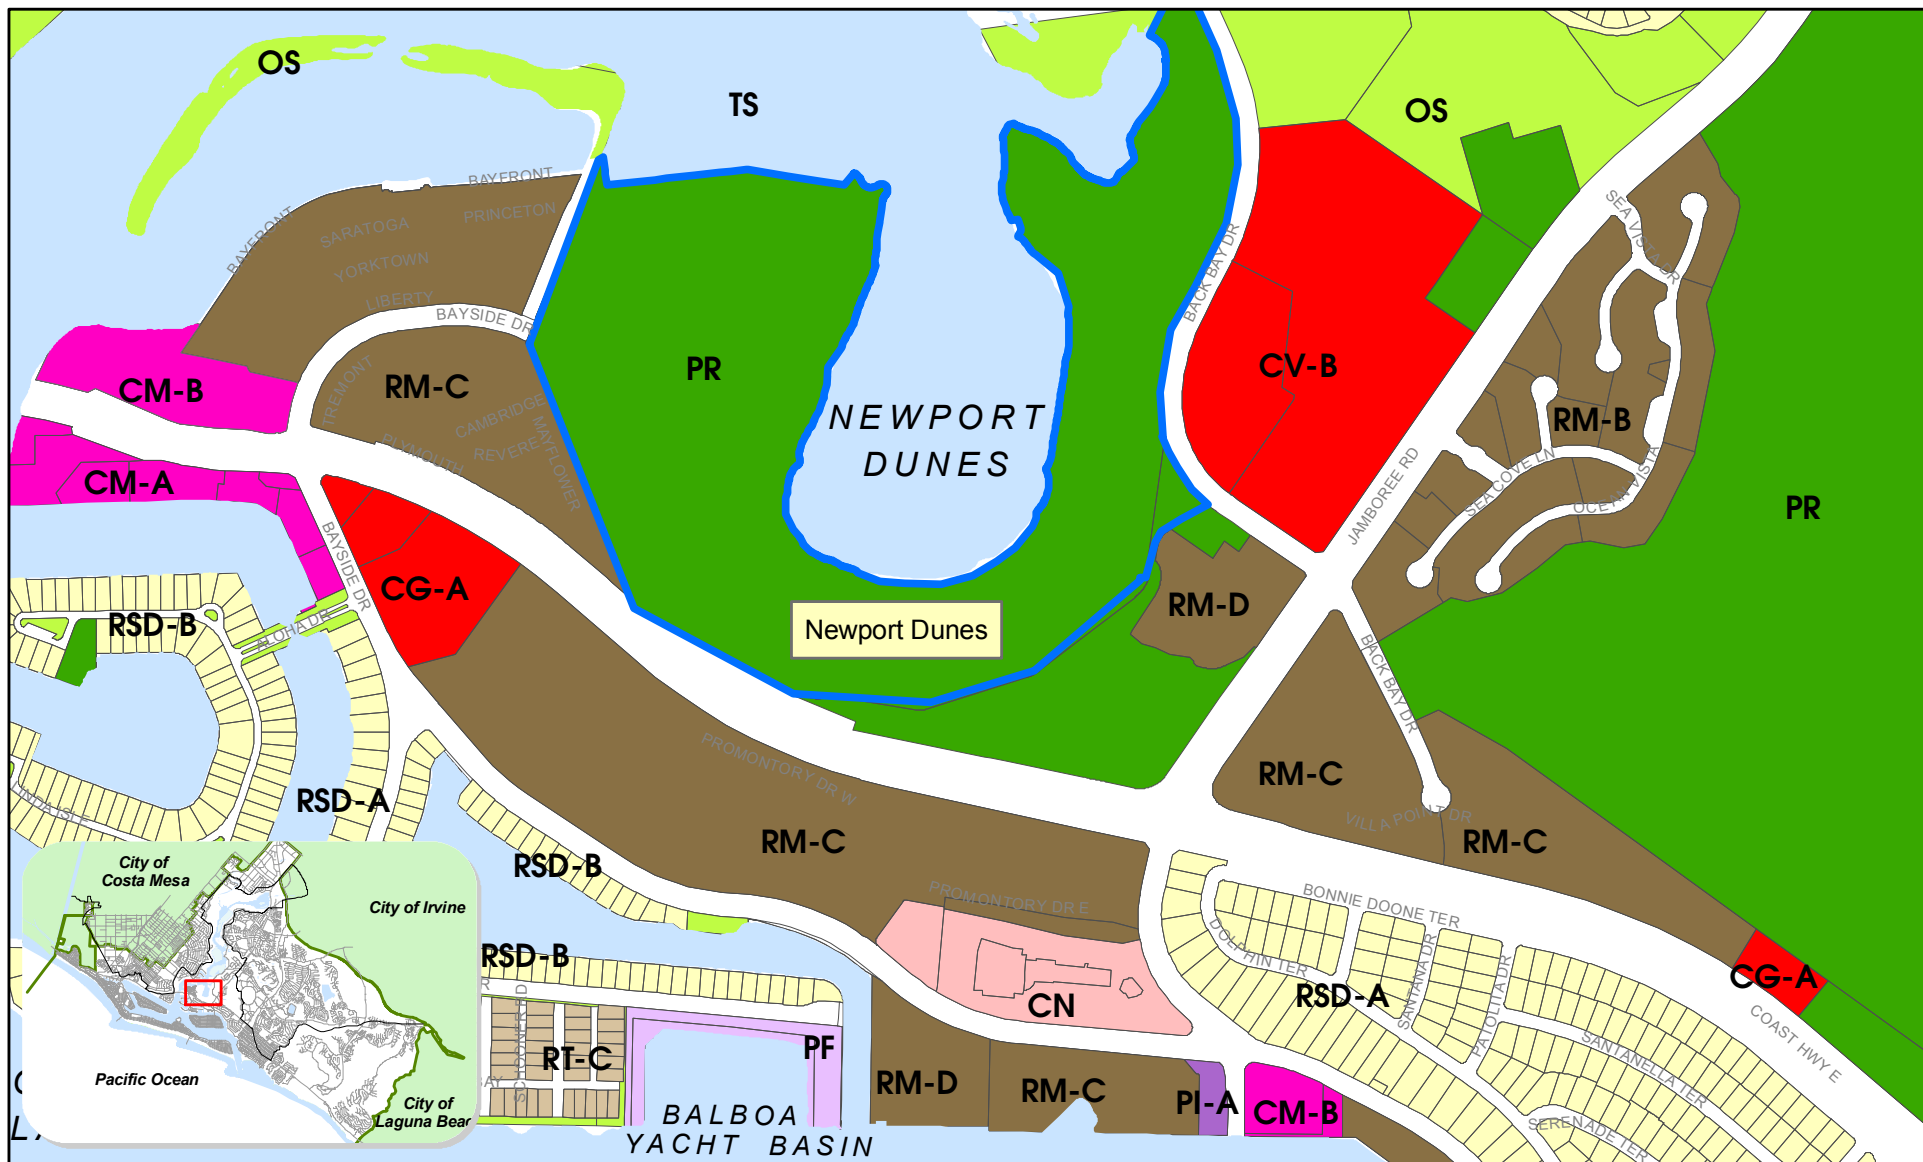 OS
TS
OS
BAYFRONT
PRINCETON
BAYFRONT
SARATOGA
YORKTOWN
LIBERTY
BAYSIDE DR
SEA VISTA DR
BACK BAY DR
CM-B
TREMONT
RM-C
CAMBRIDGE
PLYMOUTH
REVERE
MAYFLOWER
PR
NEWPORT
DUNES
CV-B
RM-B
JAMBOREE RD
SEA COVE LN
OCEAN VISTA
PR
CM-A
BAYSIDE DR
CG-A
RSD-B
ALOHA DR
Newport Dunes
RM-D
BACK BAY DR
PROMONTORY DR W
RM-C
VILLA POINT DR
RM-C
RSD-A
RM-C
RSD-B
PROMONTORY DR E
BONNIE DOONE TER
DOLPHIN TER
SANTANA DR
PATOLITA DR
RSD-A
CG-A
COAST HWY E
SANTANELLA TER
SERENADE TER
RSD-B
CN
RT-C
PF
RM-D
RM-C
PI-A
CM-B
BALBOA
YACHT BASIN
City of
Costa Mesa
City of Irvine
Pacific Ocean
City of
Laguna Beac